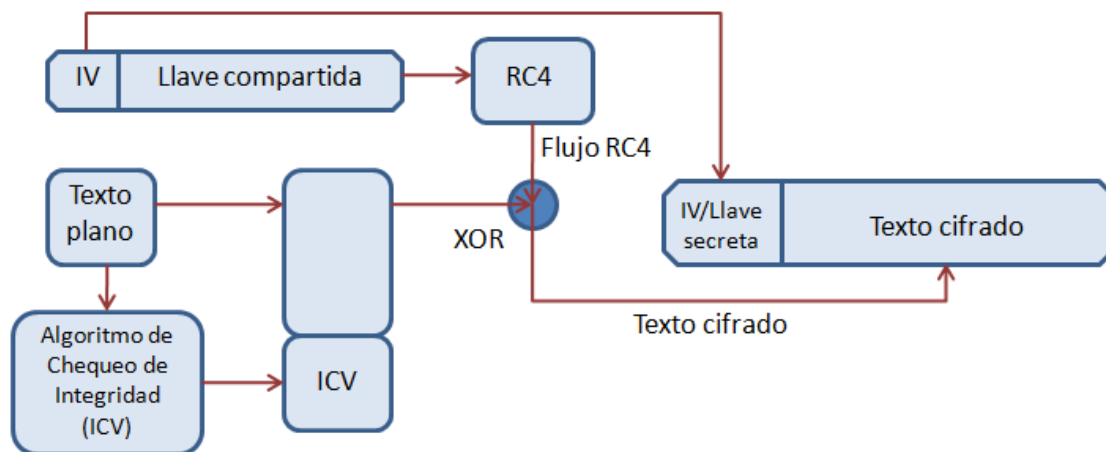 IV
Llave compartida
RC4
Flujo RC4
Texto
plano
XOR
IV/Llave
secreta
Texto cifrado
Texto cifrado
Algoritmo de
Chequeo de
Integridad
(ICV)
ICV